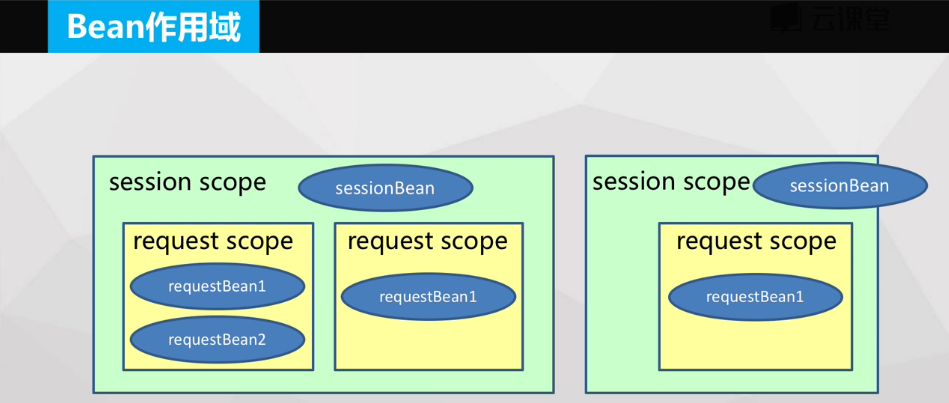 Bean作用域
云课堂
session scope
sessionBean
request scope
requestBean1
requestBean2
request scope
requestBean1
session scope
sessionBean
request scope
requestBean1